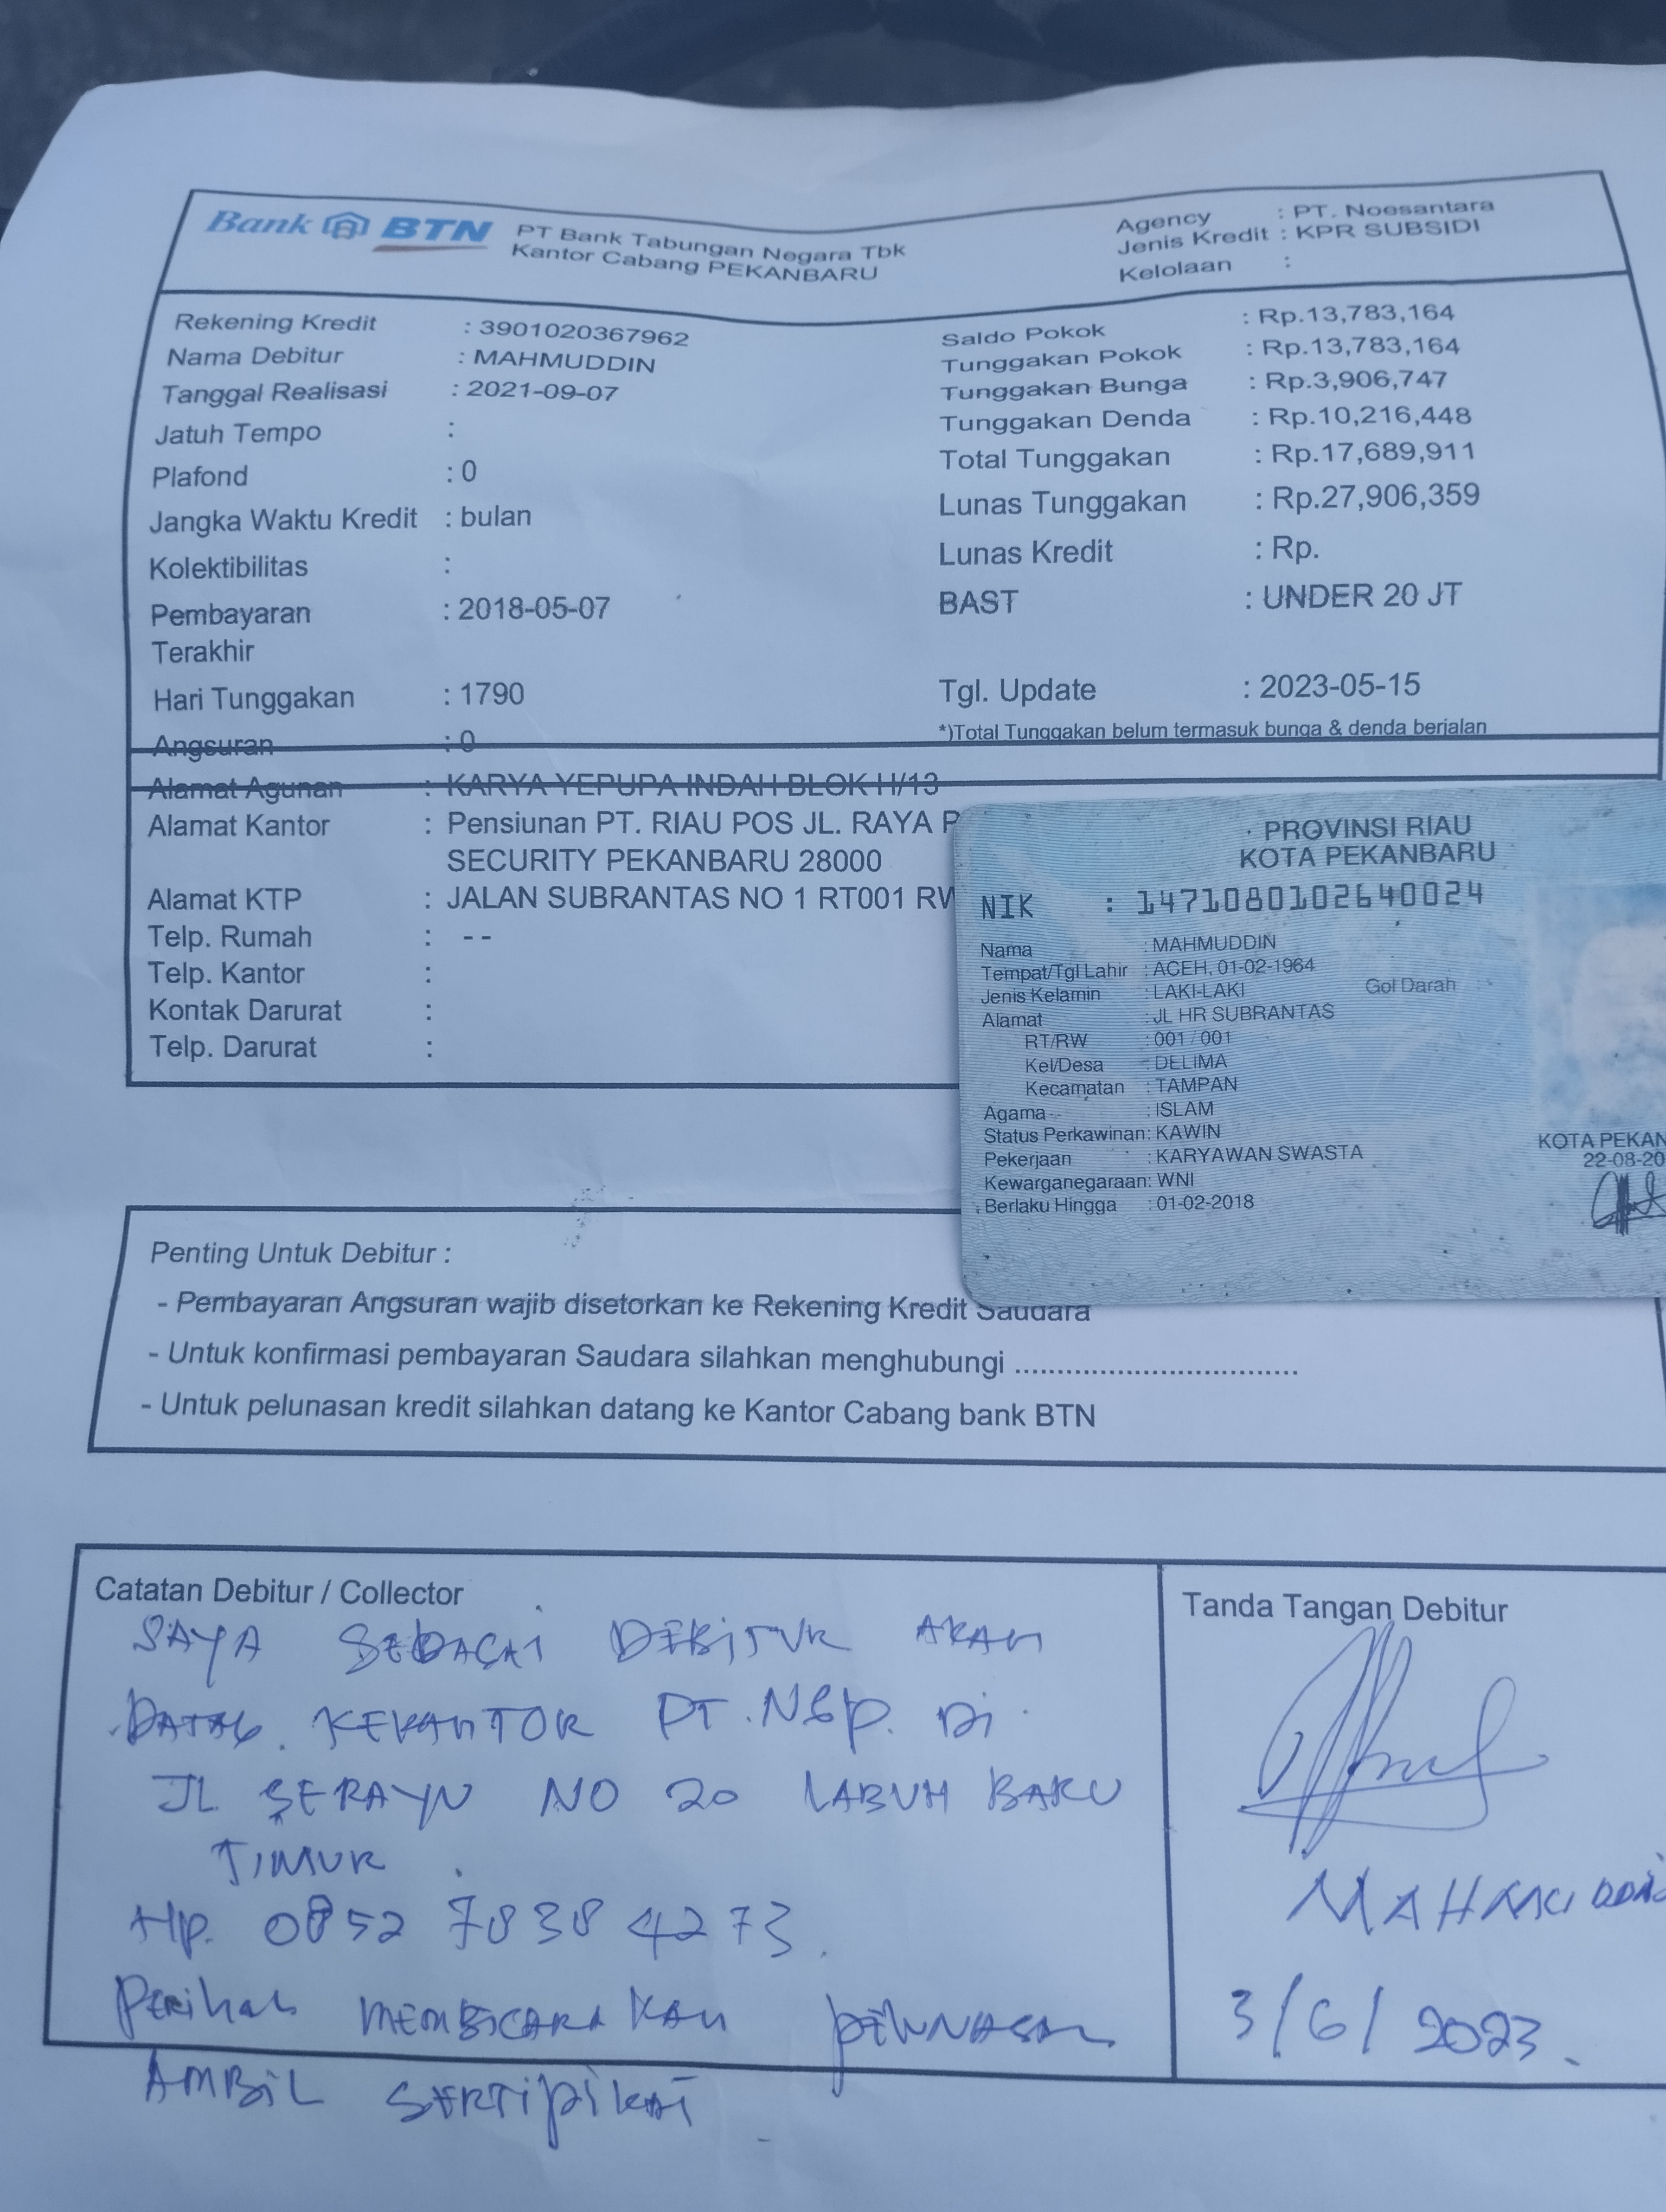 Bank BTN
PT Bank Tabungan Negara Tbk
Kantor Cabang PEKANBARU
Agency : PT. Noesantara
Jenis Kredit : KPR SUBSIDI
Kelolaan :
Rekening Kredit : 3901020367962
Nama Debitur : MAHMUDDIN
Tanggal Realisasi : 2021-09-07
Jatuh Tempo :
Plafond : 0
Jangka Waktu Kredit : bulan
Kolektibilitas :
Pembayaran : 2018-05-07
Terakhir
Hari Tunggakan : 1790
Angsuran : 0
Saldo Pokok : Rp.13,783,164
Tunggakan Pokok : Rp.13,783,164
Tunggakan Bunga : Rp.3,906,747
Tunggakan Denda : Rp.10,216,448
Total Tunggakan : Rp.17,689,911
Lunas Tunggakan : Rp.27,906,359
Lunas Kredit : Rp.
BAST : UNDER 20 JT
Tgl. Update : 2023-05-15
*)Total Tunggakan belum termasuk bunga & denda berjalan
Alamat Agunan : KARYA YEPUPA INDAH BLOK H/13
Alamat Kantor : Pensiunan PT. RIAU POS JL. RAYA P
SECURITY PEKANBARU 28000
Alamat KTP : JALAN SUBRANTAS NO 1 RT001 RW
Telp. Rumah : --
Telp. Kantor :
Kontak Darurat :
Telp. Darurat :
PROVINSI RIAU
KOTA PEKANBARU
NIK : 1471080102640024
Nama : MAHMUDDIN
Tempat/Tgl Lahir : ACEH, 01-02-1964
Jenis Kelamin : LAKI-LAKI Gol Darah
Alamat : JL HR SUBRANTAS
RT/RW : 001/001
Kel/Desa : DELIMA
Kecamatan : TAMPAN
Agama : ISLAM
Status Perkawinan: KAWIN
Pekerjaan : KARYAWAN SWASTA
Kewarganegaraan: WNI
Berlaku Hingga : 01-02-2018
KOTA PEKAN
22-08-20
Penting Untuk Debitur :
- Pembayaran Angsuran wajib disetorkan ke Rekening Kredit Saudara
- Untuk konfirmasi pembayaran Saudara silahkan menghubungi ................................
- Untuk pelunasan kredit silahkan datang ke Kantor Cabang bank BTN
Catatan Debitur / Collector
SAYA SEBAGAI DEBITUR AKAN
DATAG. KEKANTOR PT. NSP. Di
JL SERAYU NO 20 LABUH BARU
TIMUR.
Hp. 0852 7838 4273.
Perihal MEMBICARAKAN
AMBIL SERTIPIKAT
Tanda Tangan Debitur
MAHMUDDIN
3/6/2023.